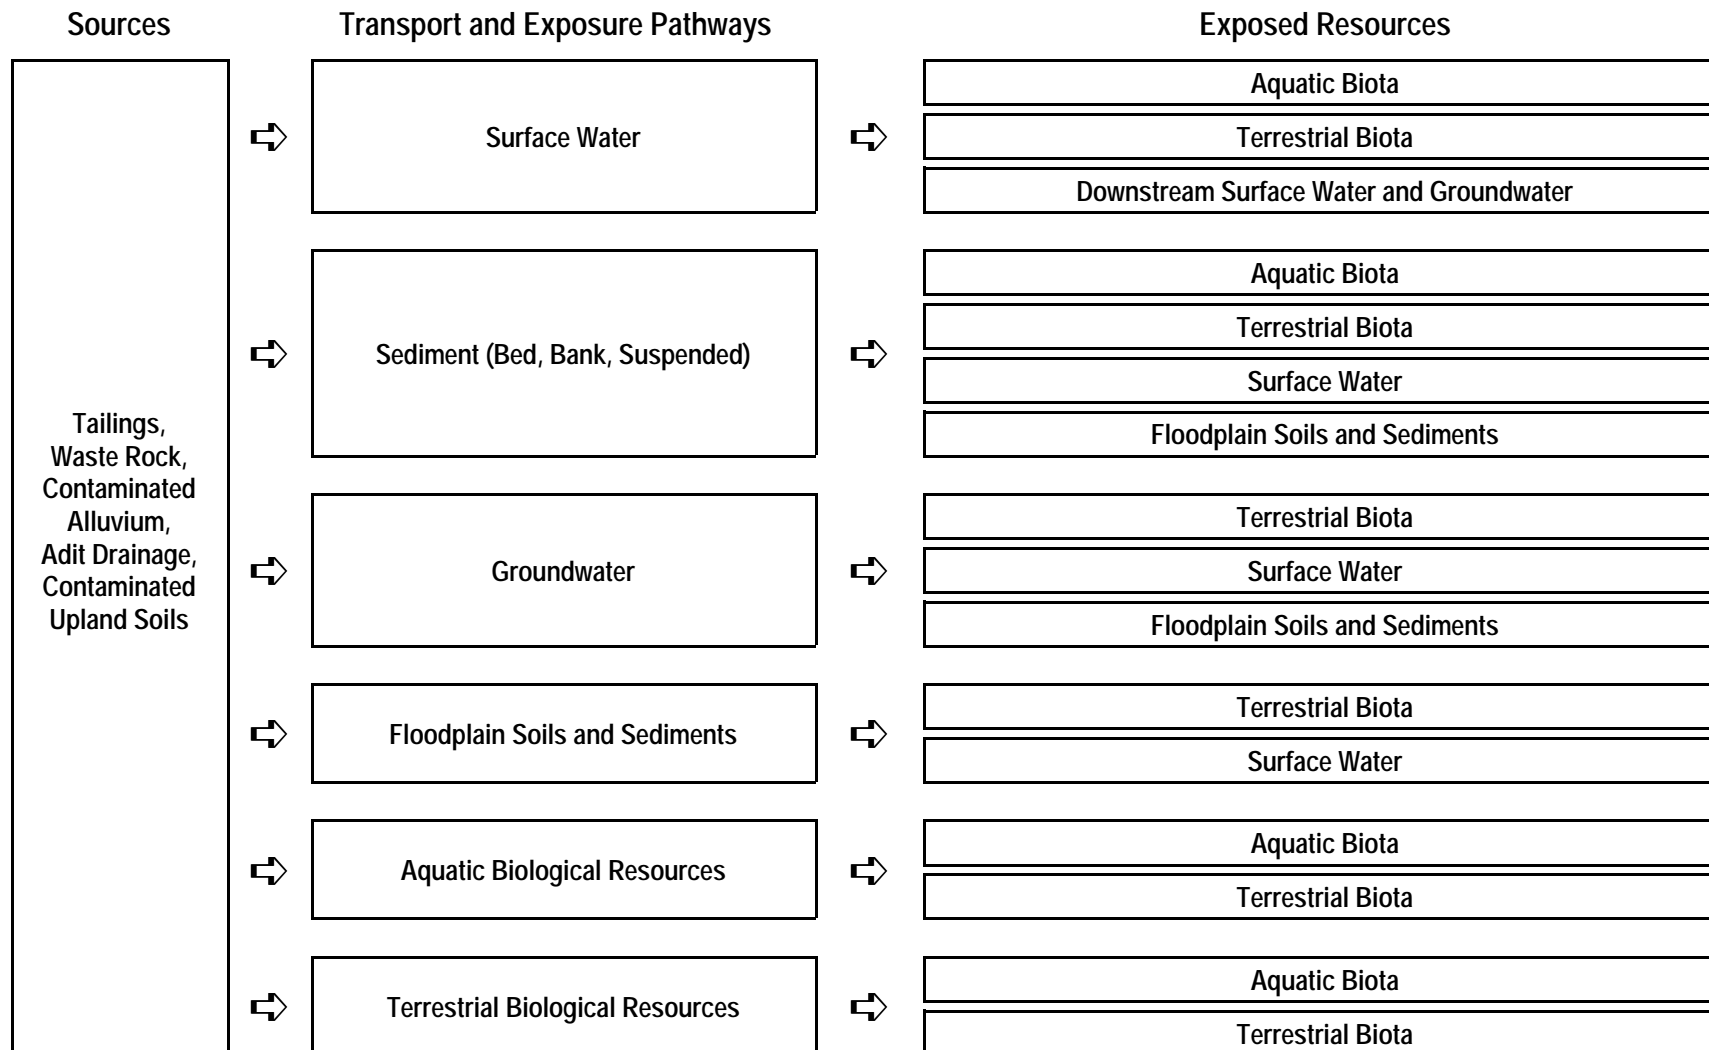 Sources
Transport and Exposure Pathways
Exposed Resources
Tailings,
Waste Rock,
Contaminated
Alluvium,
Adit Drainage,
Contaminated
Upland Soils
Surface Water
Aquatic Biota
Terrestrial Biota
Downstream Surface Water and Groundwater
Sediment (Bed, Bank, Suspended)
Aquatic Biota
Terrestrial Biota
Surface Water
Floodplain Soils and Sediments
Groundwater
Terrestrial Biota
Surface Water
Floodplain Soils and Sediments
Floodplain Soils and Sediments
Terrestrial Biota
Surface Water
Aquatic Biological Resources
Aquatic Biota
Terrestrial Biota
Terrestrial Biological Resources
Aquatic Biota
Terrestrial Biota